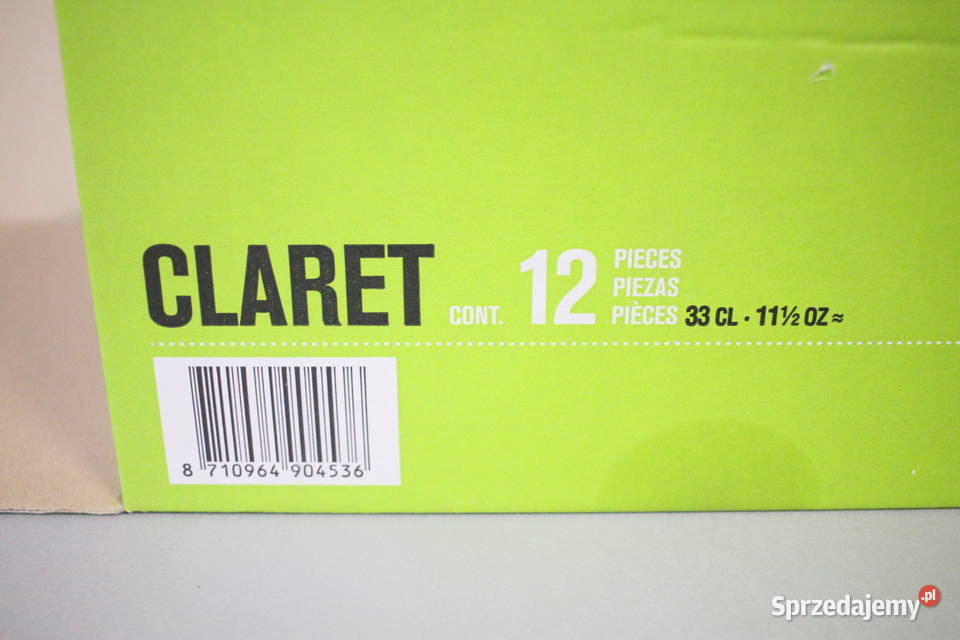 CLARET CONT. 12 PIECES
PIEZAS
PIÈCES 33 CL · 11½ OZ ≈
8 710964 904536
Sprzedajemy.pl